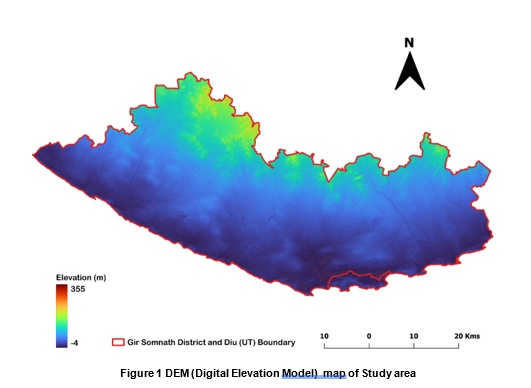 N
Elevation (m)
355
-4
Gir Somnath District and Diu (UT) Boundary
10 0 10 20 Kms
Figure 1 DEM (Digital Elevation Model) map of Study area